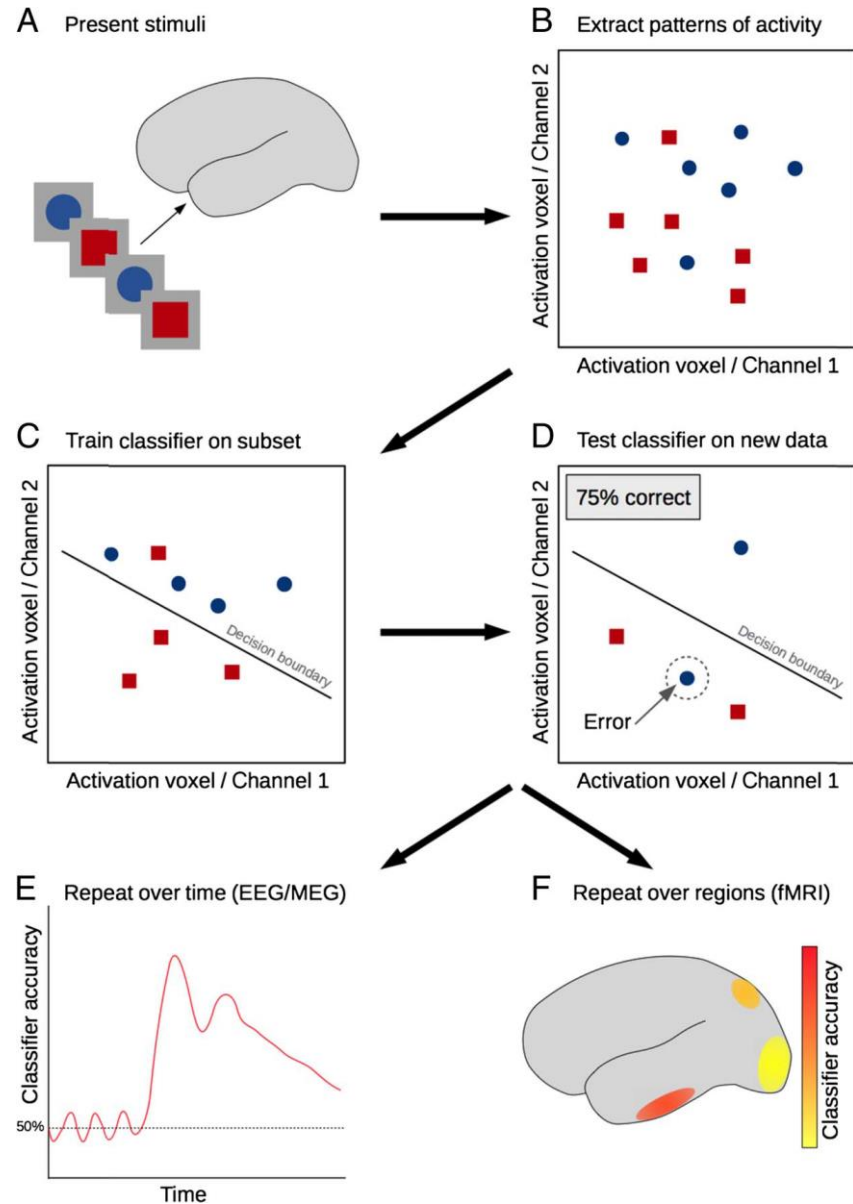 A Present stimuli
B Extract patterns of activity
Activation voxel / Channel 2
Activation voxel / Channel 1
C Train classifier on subset
Activation voxel / Channel 2
Decision boundary
Activation voxel / Channel 1
D Test classifier on new data
75% correct
Activation voxel / Channel 2
Decision boundary
Error
Activation voxel / Channel 1
E Repeat over time (EEG/MEG)
Classifier accuracy
50%
Time
F Repeat over regions (fMRI)
Classifier accuracy